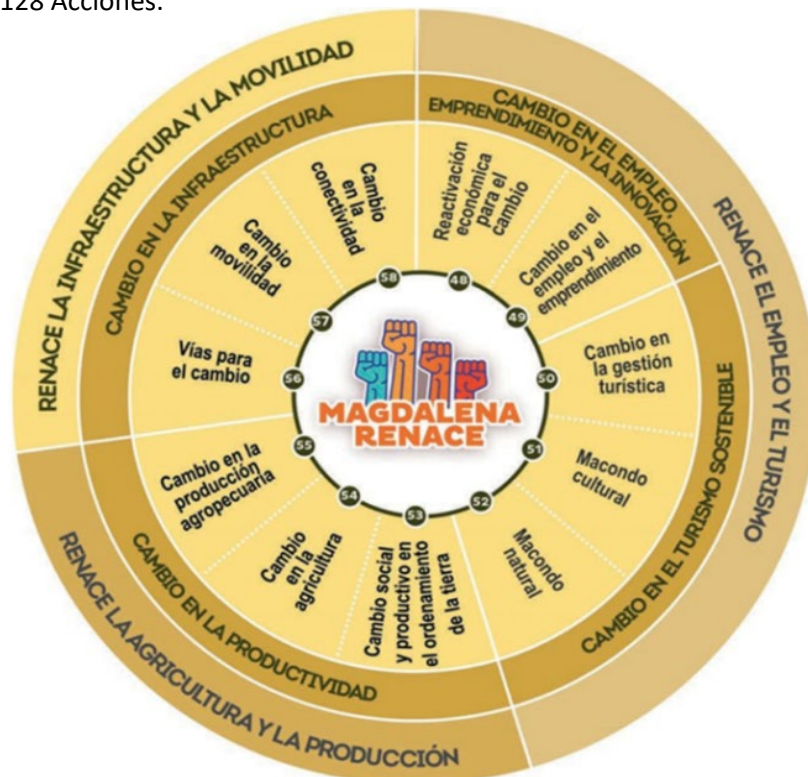 128 Acciones.
RENACE LA INFRAESTRUCTURA Y LA MOVILIDAD
CAMBIO EN LA INFRAESTRUCTURA
Cambio
en la
conectividad
58
Cambio
en la
movilidad
57
Vías para
el cambio
56
RENACE EL EMPLEO Y EL TURISMO
CAMBIO EN EL EMPLEO,
EMPRENDIMIENTO Y LA INNOVACIÓN
Reactivación
económica
para el
cambio
48
Cambio en el
empleo y el
emprendimiento
49
CAMBIO EN EL TURISMO SOSTENIBLE
Cambio en
la gestión
turística
50
Macondo
cultural
51
Macondo
natural
52
RENACE LA AGRICULTURA Y LA PRODUCCIÓN
CAMBIO EN LA PRODUCTIVIDAD
Cambio social
y productivo en
el ordenamiento
de la tierra
53
Cambio
en la
agricultura
54
Cambio en la
producción
agropecuaria
55
MAGDALENA
RENACE